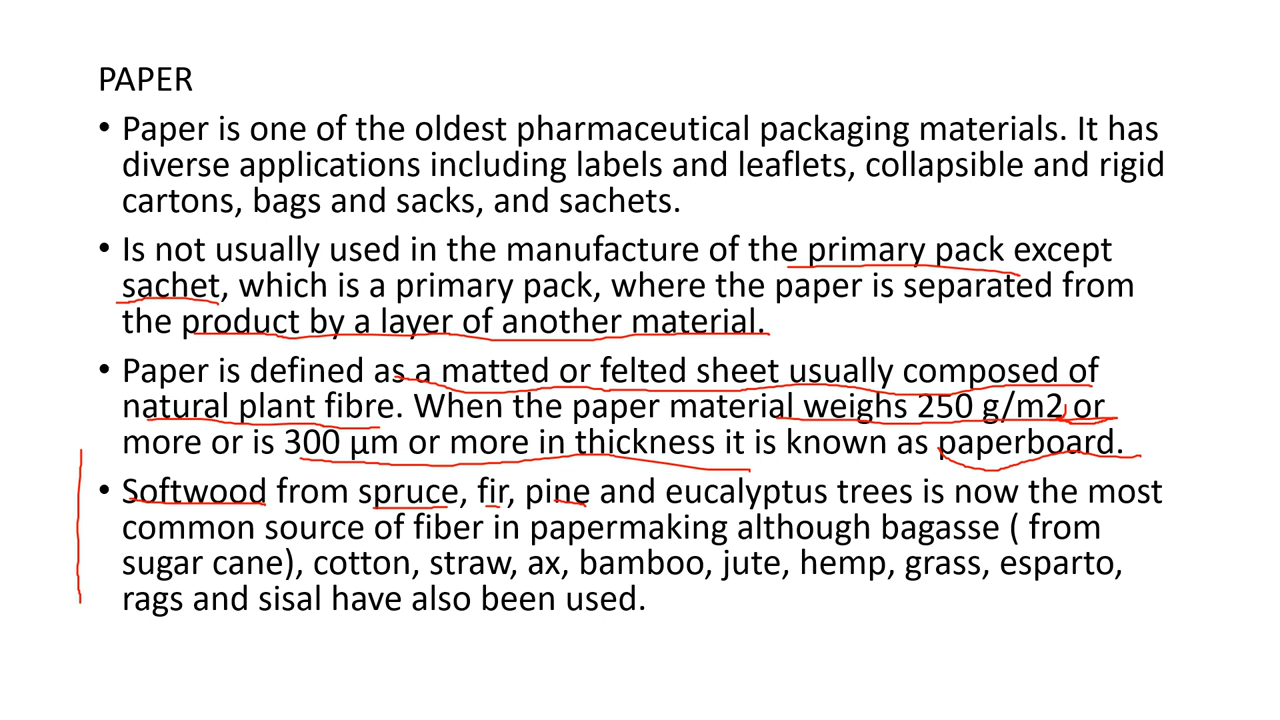 PAPER
• Paper is one of the oldest pharmaceutical packaging materials. It has
diverse applications including labels and leaflets, collapsible and rigid
cartons, bags and sacks, and sachets.
• Is not usually used in the manufacture of the primary pack except
sachet, which is a primary pack, where the paper is separated from
the product by a layer of another material.
• Paper is defined as a matted or felted sheet usually composed of
natural plant fibre. When the paper material weighs 250 g/m2 or
more or is 300 µm or more in thickness it is known as paperboard.
• Softwood from spruce, fir, pine and eucalyptus trees is now the most
common source of fiber in papermaking although bagasse ( from
sugar cane), cotton, straw, ax, bamboo, jute, hemp, grass, esparto,
rags and sisal have also been used.